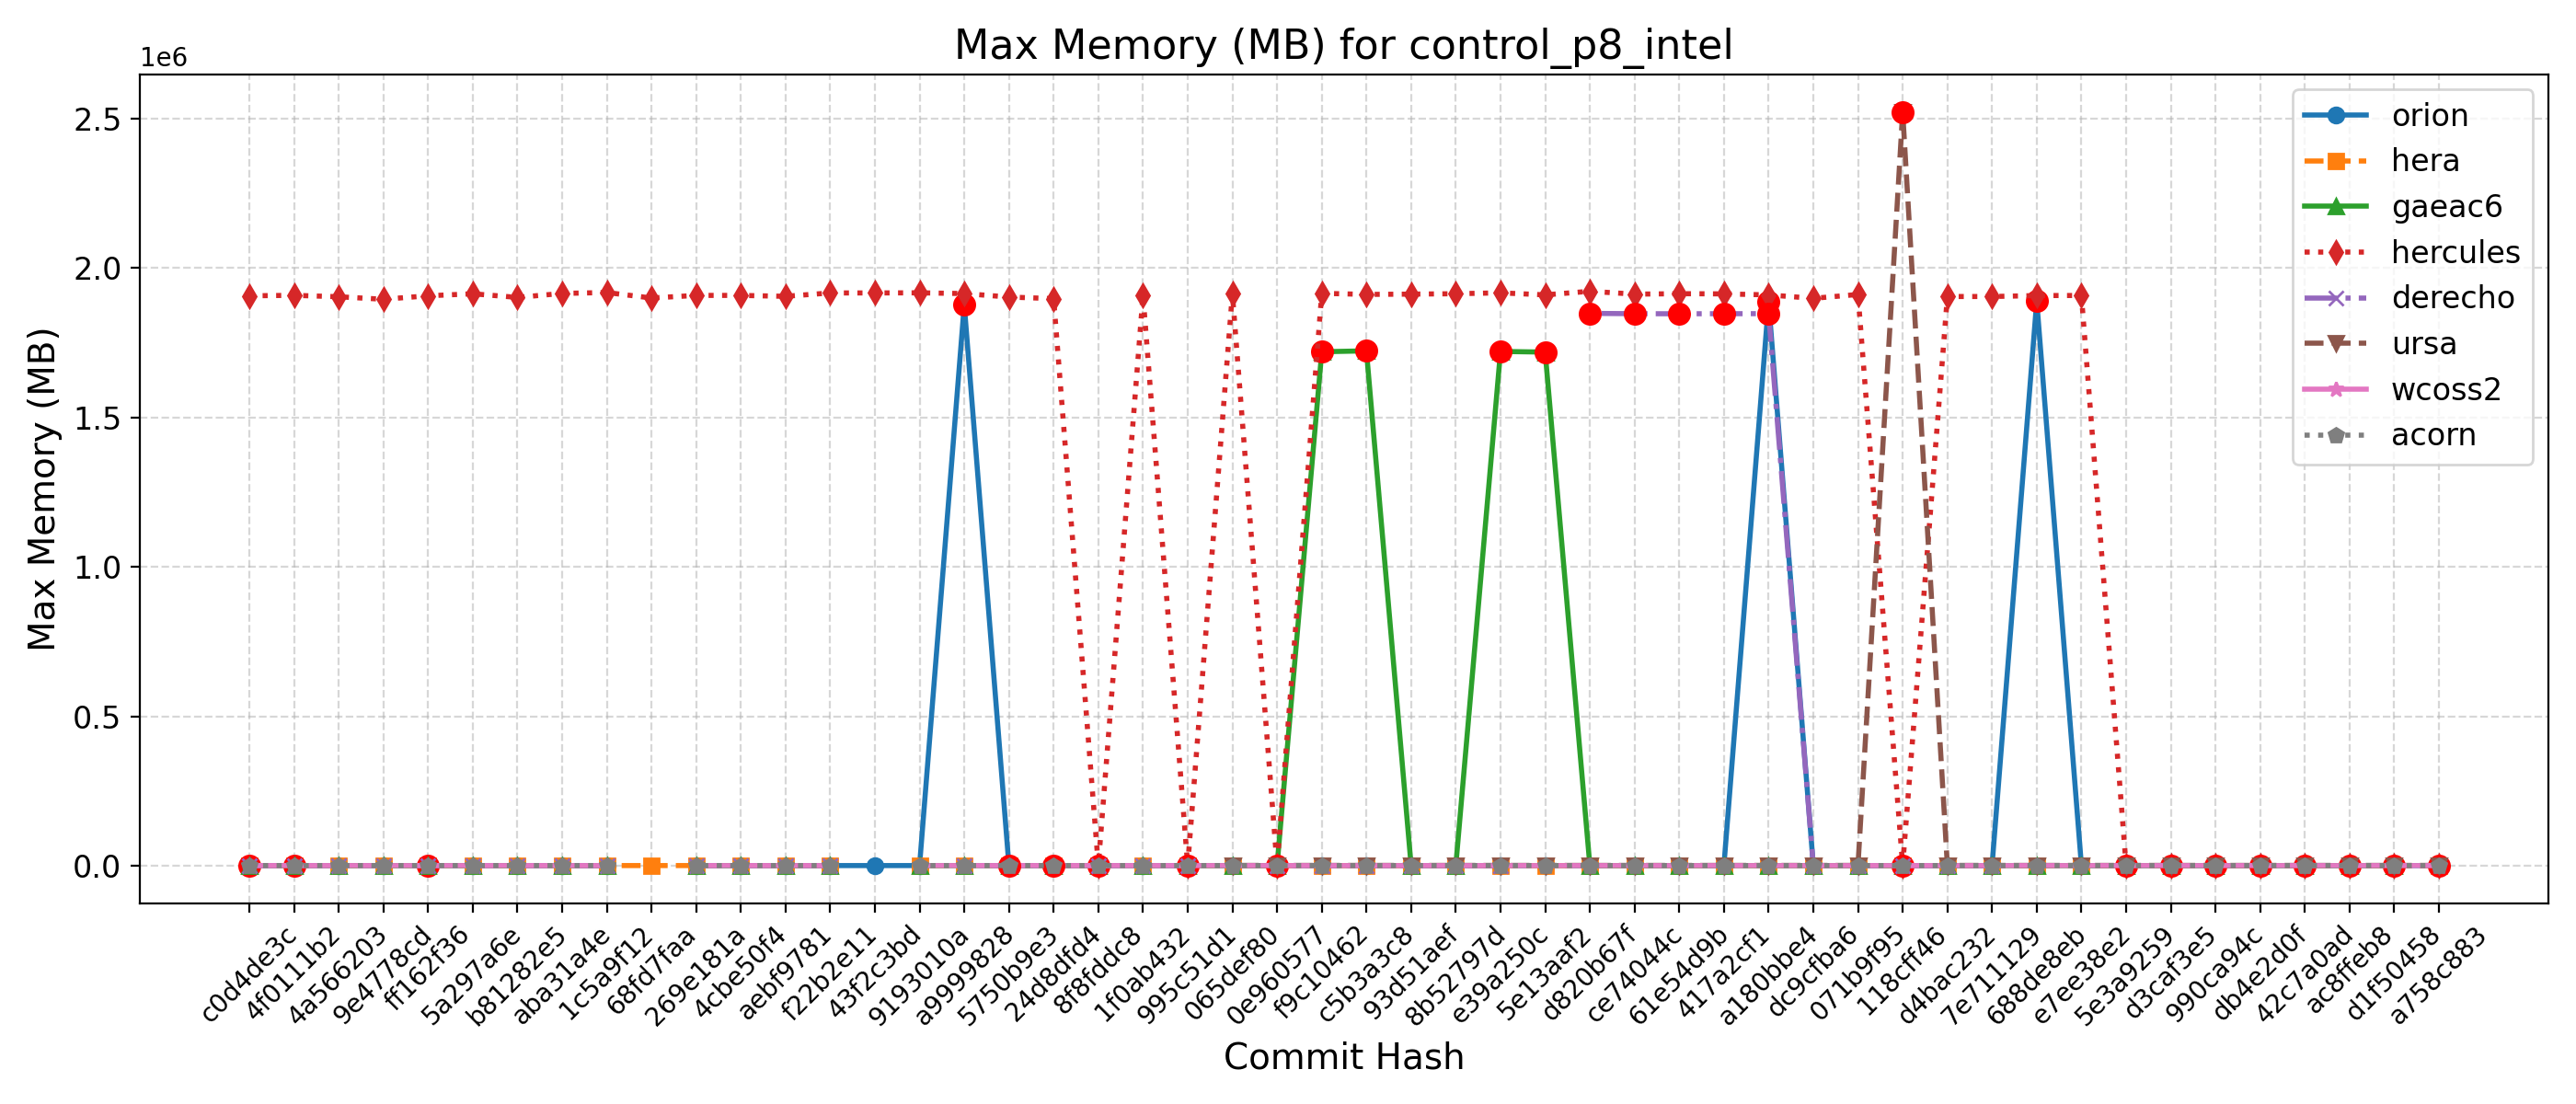 Max Memory (MB) for control_p8_intel
1e6
2.5
2.0
1.5
1.0
0.5
0.0
Max Memory (MB)
orion
hera
gaeac6
hercules
derecho
ursa
wcoss2
acorn
c0d4de3c
4f0111b2
4a566203
9e4778cd
ff162f36
5a297a6e
b81282e5
aba31a4e
1c5a9f12
68fd7faa
269e181a
4cbe50f4
aebf9781
f22b2e11
43f2c3bd
9193010a
a9999828
5750b9e3
24d8dfd4
8f8fddc8
1f0ab432
995c51d1
065def80
0e960577
f9c10462
c5b3a3c8
93d51aef
8b52797d
e39a250c
5e13aaf2
d820b67f
ce74044c
61e54d9b
417a2cf1
a180bbe4
dc9cfba6
071b9f95
118cff46
d4bac232
7e711129
688de8eb
e7ee38e2
5e3a9259
d3caf3e5
990ca94c
db4e2d0f
42c7a0ad
ac8ffeb8
d1f50458
a758c883
Commit Hash